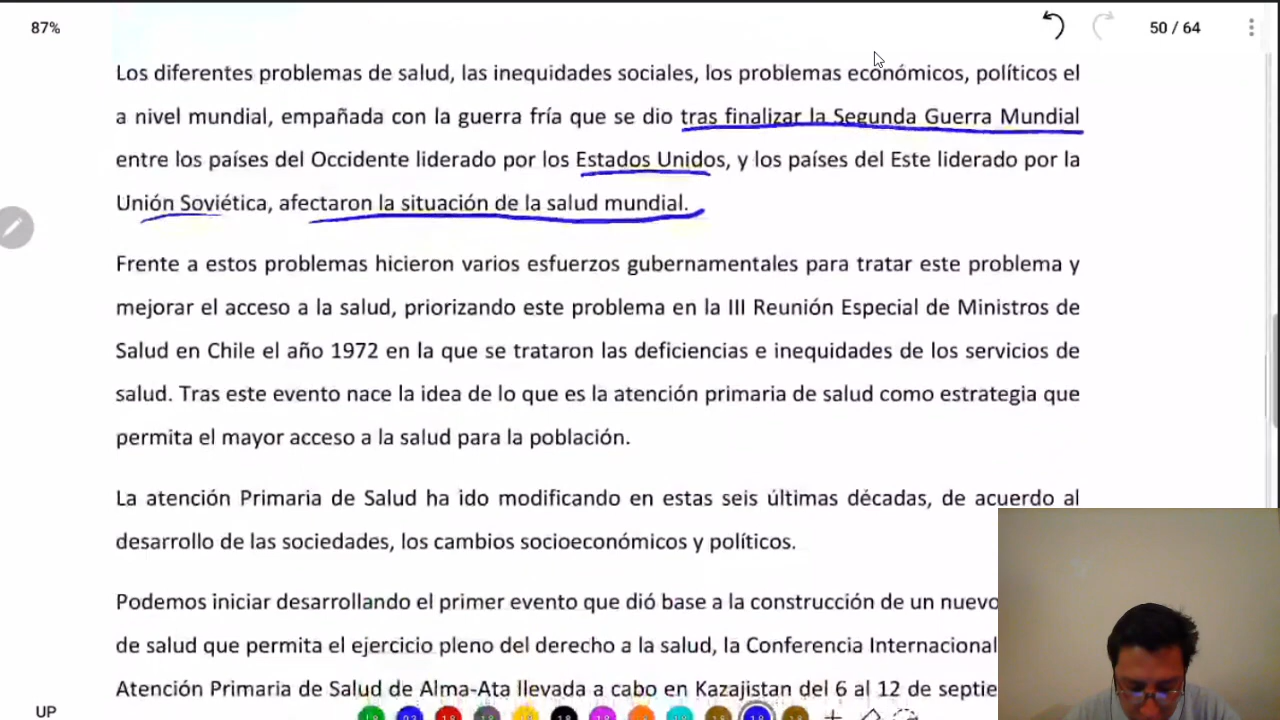 87%
50 / 64
Los diferentes problemas de salud, las inequidades sociales, los problemas económicos, políticos el
a nivel mundial, empañada con la guerra fría que se dio tras finalizar la Segunda Guerra Mundial
entre los países del Occidente liderado por los Estados Unidos, y los países del Este liderado por la
Unión Soviética, afectaron la situación de la salud mundial.
Frente a estos problemas hicieron varios esfuerzos gubernamentales para tratar este problema y
mejorar el acceso a la salud, priorizando este problema en la III Reunión Especial de Ministros de
Salud en Chile el año 1972 en la que se trataron las deficiencias e inequidades de los servicios de
salud. Tras este evento nace la idea de lo que es la atención primaria de salud como estrategia que
permita el mayor acceso a la salud para la población.
La atención Primaria de Salud ha ido modificando en estas seis últimas décadas, de acuerdo al
desarrollo de las sociedades, los cambios socioeconómicos y políticos.
Podemos iniciar desarrollando el primer evento que dió base a la construcción de un nuevo
de salud que permita el ejercicio pleno del derecho a la salud, la Conferencia Internacional
Atención Primaria de Salud de Alma-Ata llevada a cabo en Kazajistan del 6 al 12 de septie
UP